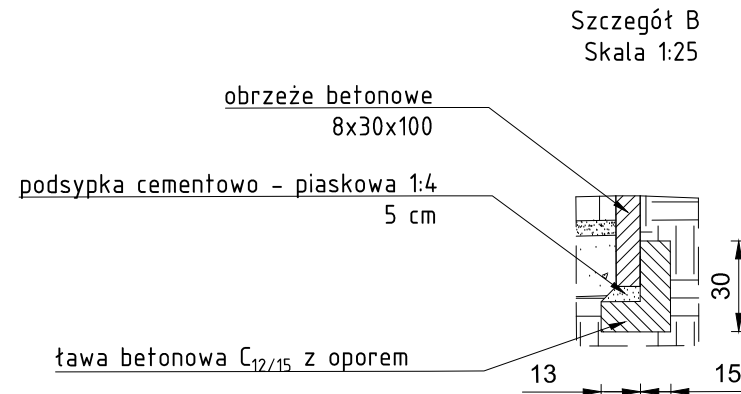 Szczegół B
Skala 1:25
obrzeże betonowe
8x30x100
podsypka cementowo - piaskowa 1:4
5 cm
30
ława betonowa C12/15 z oporem
13 15